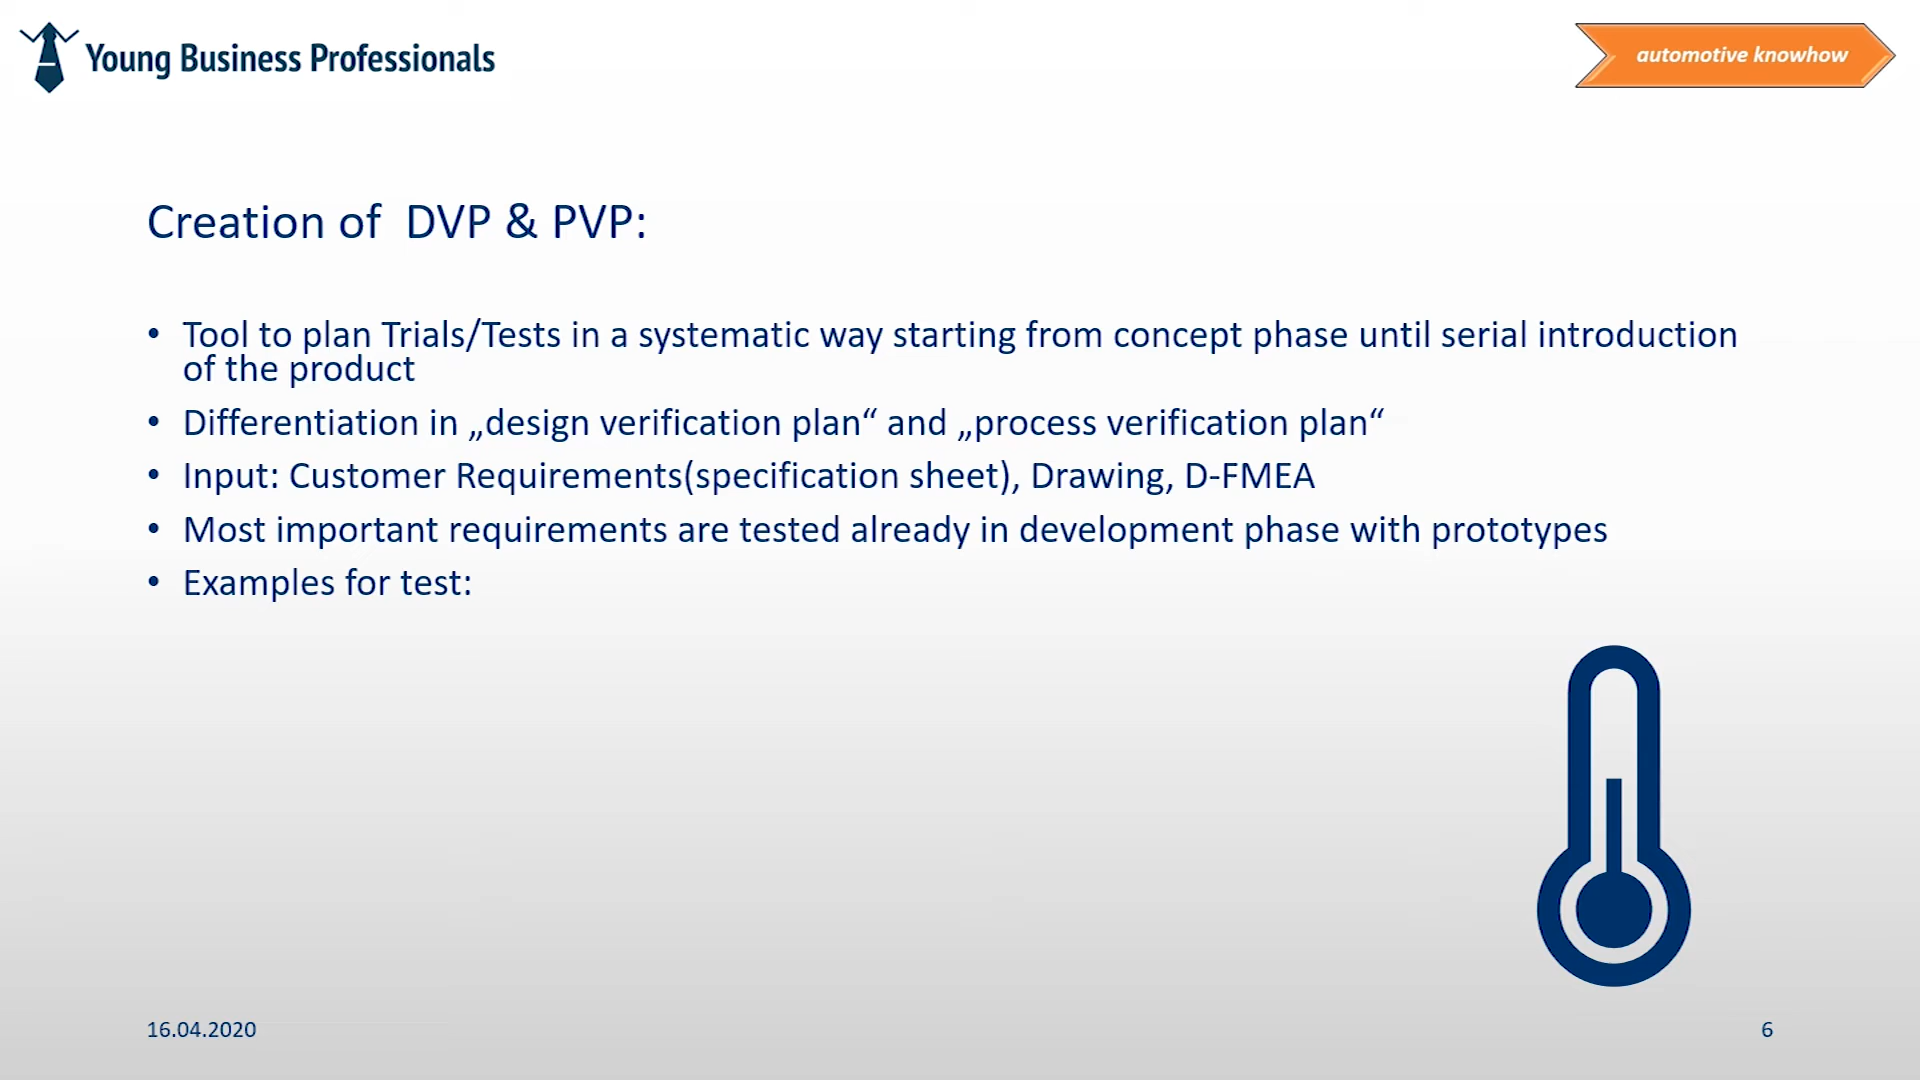 Young Business Professionals
automotive knowhow
Creation of  DVP & PVP:
• Tool to plan Trials/Tests in a systematic way starting from concept phase until serial introduction
of the product
• Differentiation in „design verification plan“ and „process verification plan“
• Input: Customer Requirements(specification sheet), Drawing, D-FMEA
• Most important requirements are tested already in development phase with prototypes
• Examples for test:
16.04.2020
6